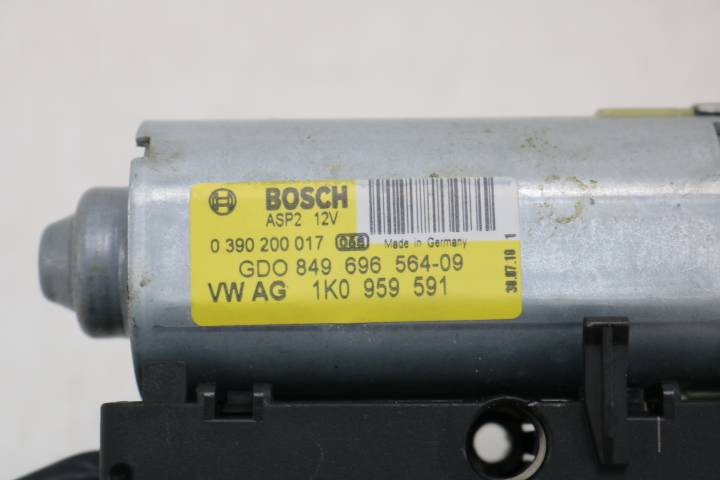 BOSCH
ASP2 12V
0 390 200 017 Made in Germany
GDO 849 696 564-09
VW AG 1K0 959 591
30.07.10 1